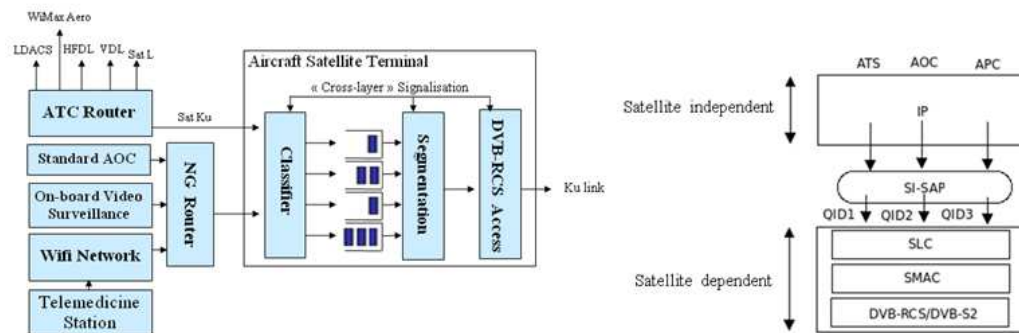 WiMax Aero
LDACS
HFDL
VDL
Sat L
ATC Router
Sat Ku
Standard AOC
On-board Video
Surveillance
Wifi Network
Telemedicine
Station
NG
Router
Aircraft Satellite Terminal
« Cross-layer » Signalisation
Classifier
Segmentation
DVB-RCS
Access
Ku link
ATS
AOC
APC
Satellite independent
IP
SI-SAP
QID1
QID2
QID3
Satellite dependent
SLC
SMAC
DVB-RCS/DVB-S2